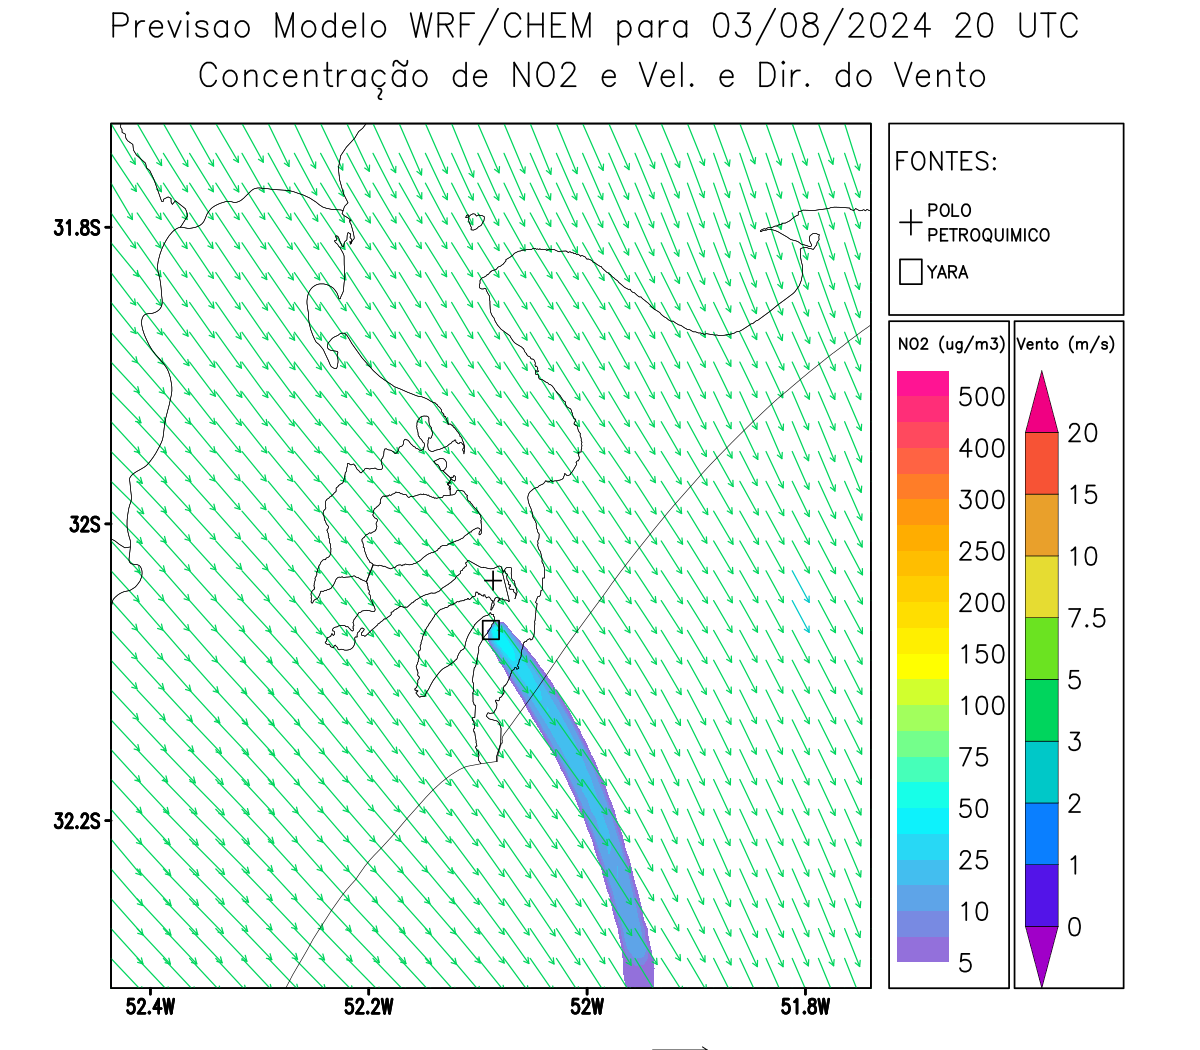 Previsao Modelo WRF/CHEM para 03/08/2024 20 UTC
Concentração de NO2 e Vel. e Dir. do Vento
FONTES:
POLO
PETROQUIMICO
YARA
31.8S
32S
32.2S
52.4W
52.2W
52W
51.8W
NO2 (ug/m3)
500
400
300
250
200
150
100
75
50
25
10
5
Vento (m/s)
20
15
10
7.5
5
3
2
1
0